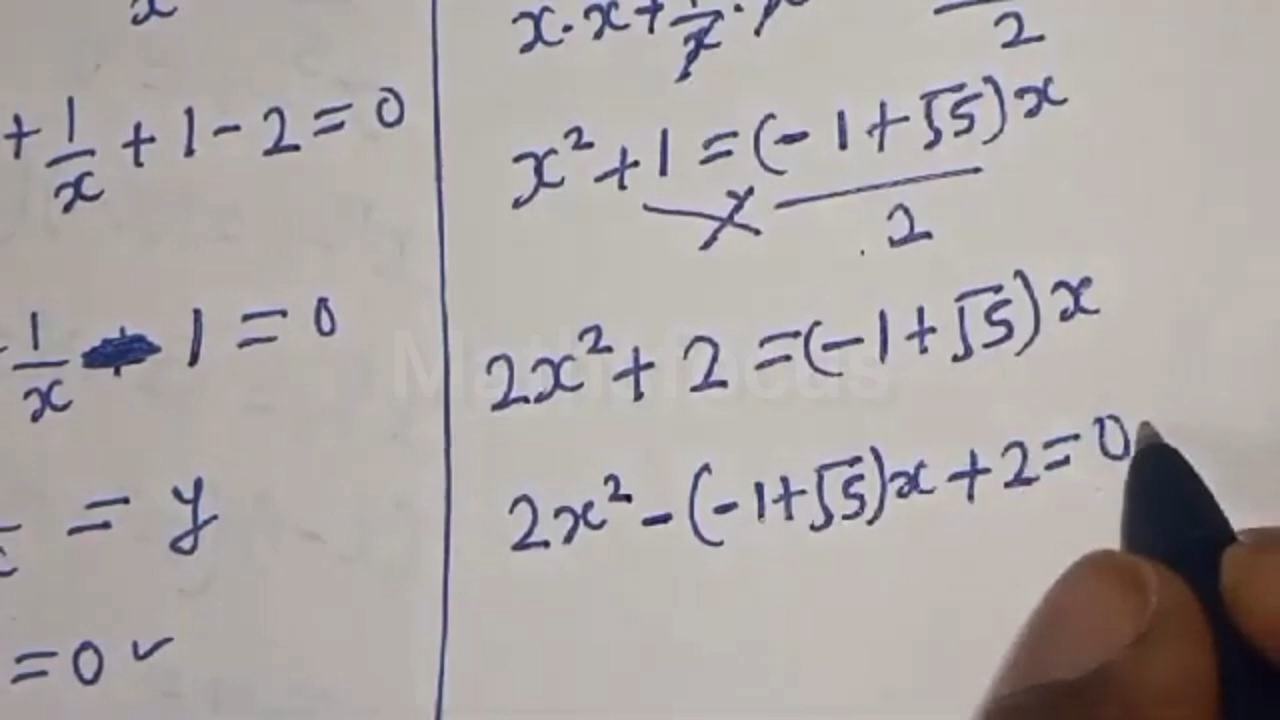 x
+ 1/x + 1 - 2 = 0
1/x 1 = 0
= y
= 0 ✓
x·x + 1/x · x
2
x² + 1 = (-1 + √5)x / 2
2x² + 2 = (-1 + √5)x
2x² - (-1 + √5)x + 2 = 0